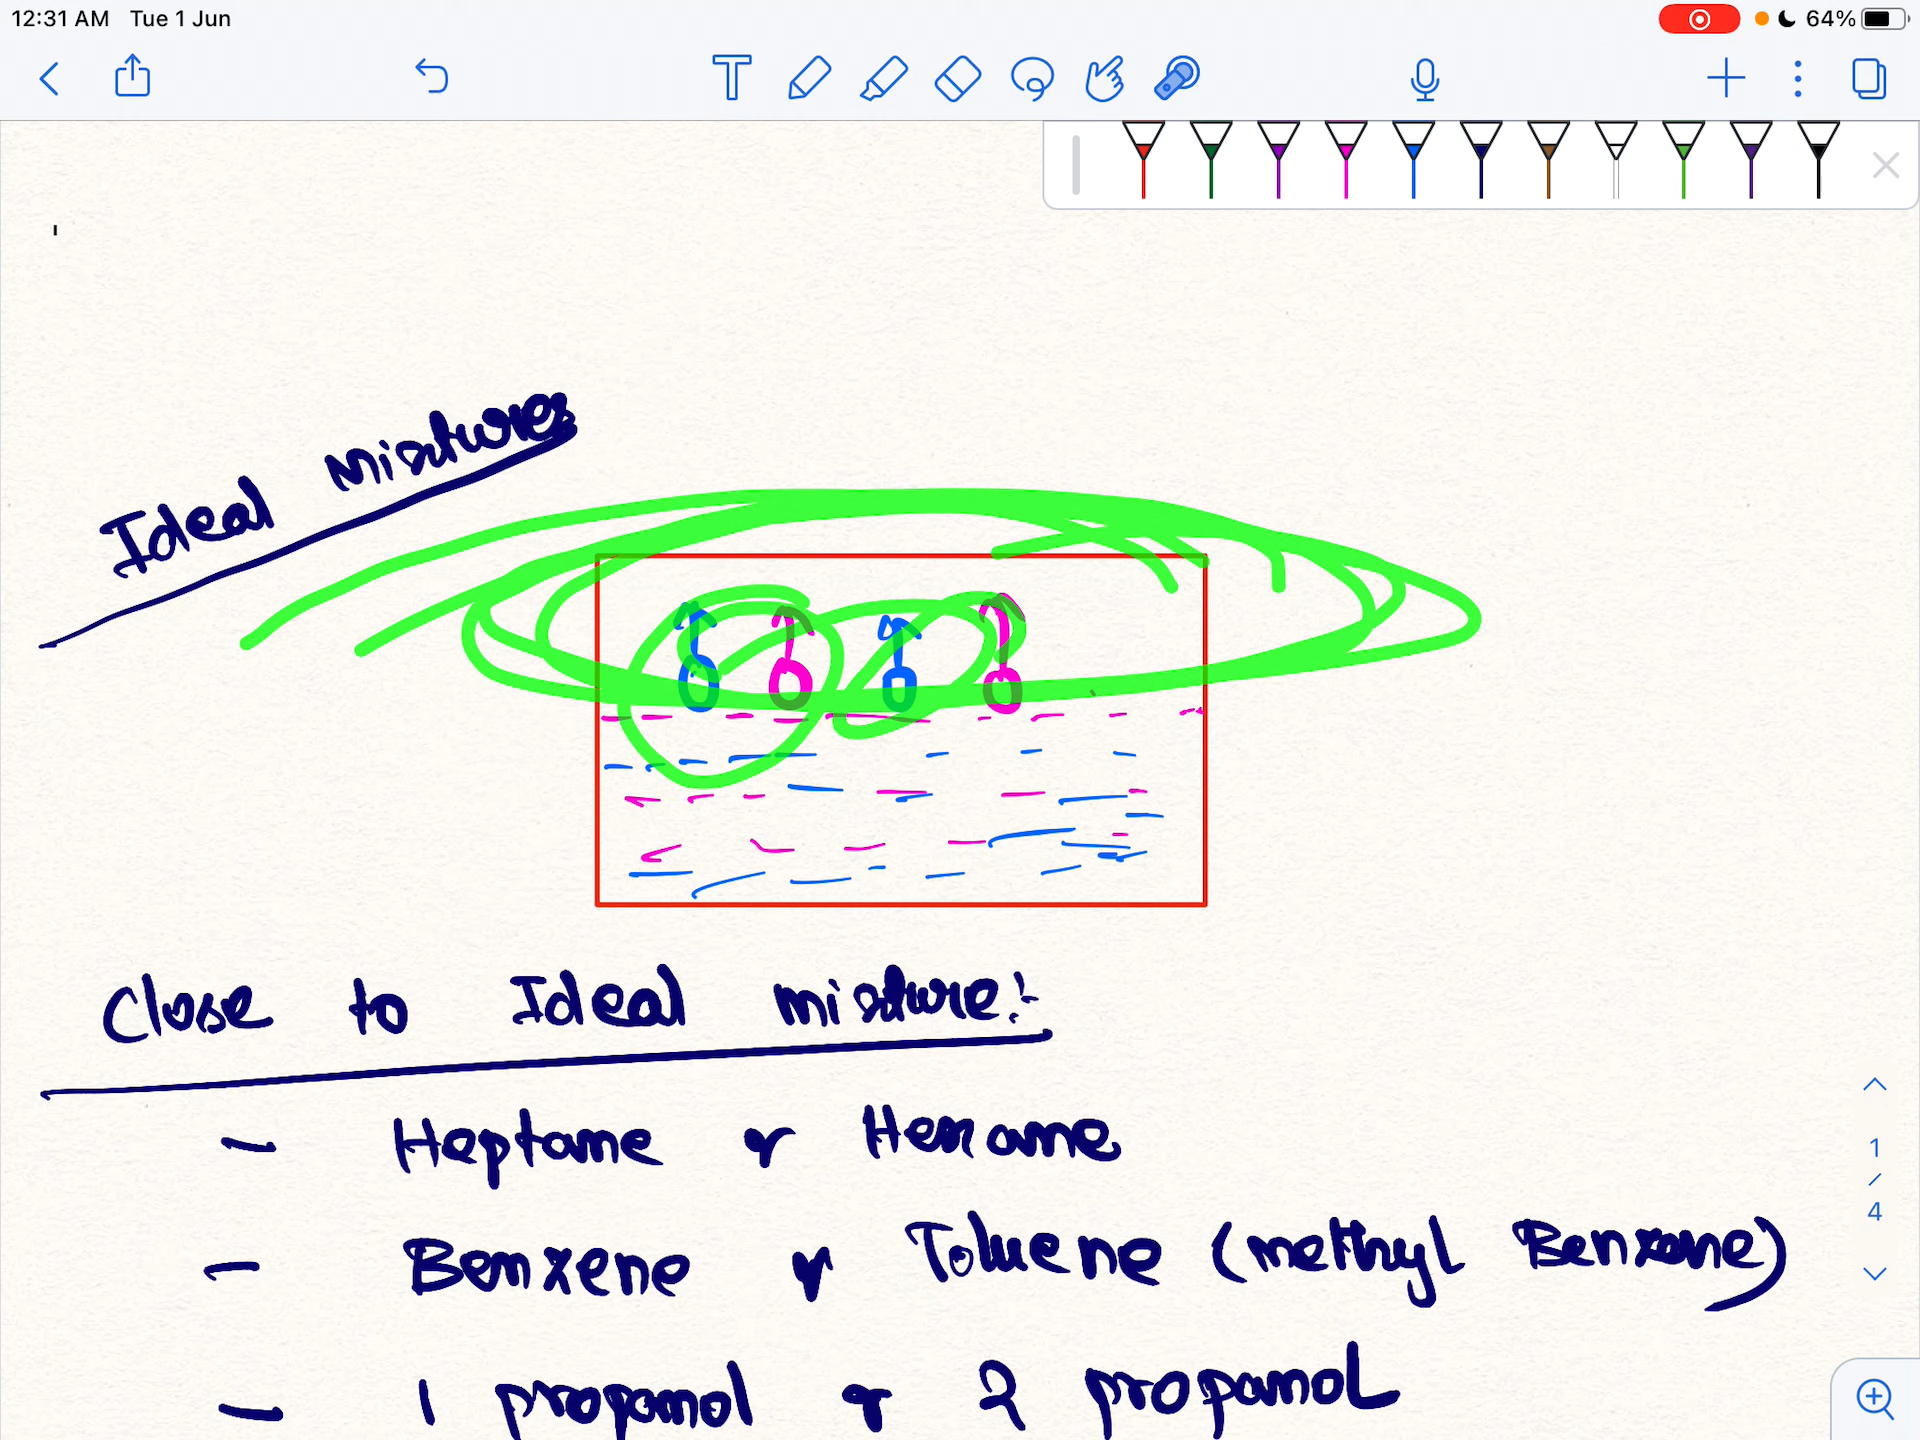 12:31 AM Tue 1 Jun
64%
Ideal mixtures
Close to Ideal mixture:-
- Heptane & Hexane
- Benzene & Toluene (methyl Benzene)
- 1 propanol & 2 propanol
1
/
4